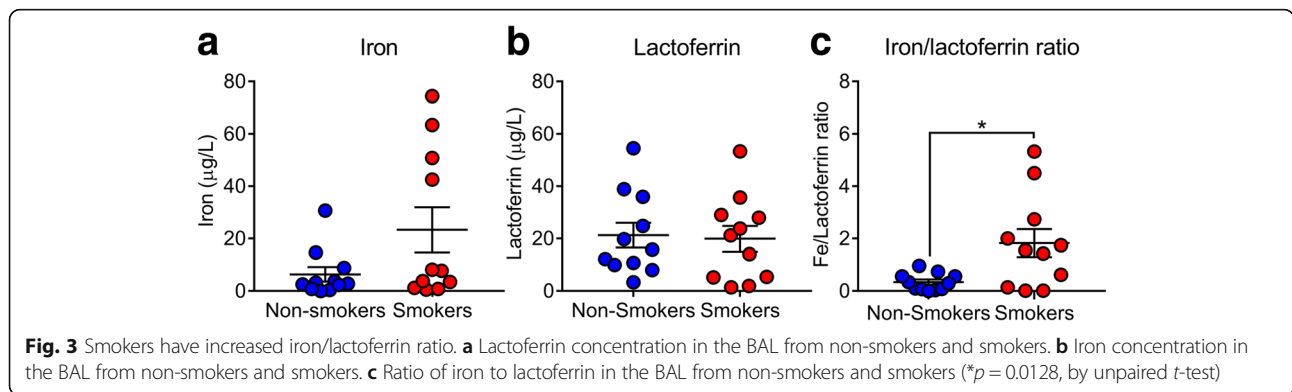 a Iron
b Lactoferrin
c Iron/lactoferrin ratio
Iron (μg/L)
80
60
40
20
0
Non-smokers Smokers
Lactoferrin (μg/L)
80
60
40
20
0
Non-Smokers Smokers
Fe/Lactoferrin ratio
8
6
4
2
0
*
Non-Smokers Smokers
Fig. 3 Smokers have increased iron/lactoferrin ratio. a Lactoferrin concentration in the BAL from non-smokers and smokers. b Iron concentration in
the BAL from non-smokers and smokers. c Ratio of iron to lactoferrin in the BAL from non-smokers and smokers (*p = 0.0128, by unpaired t-test)